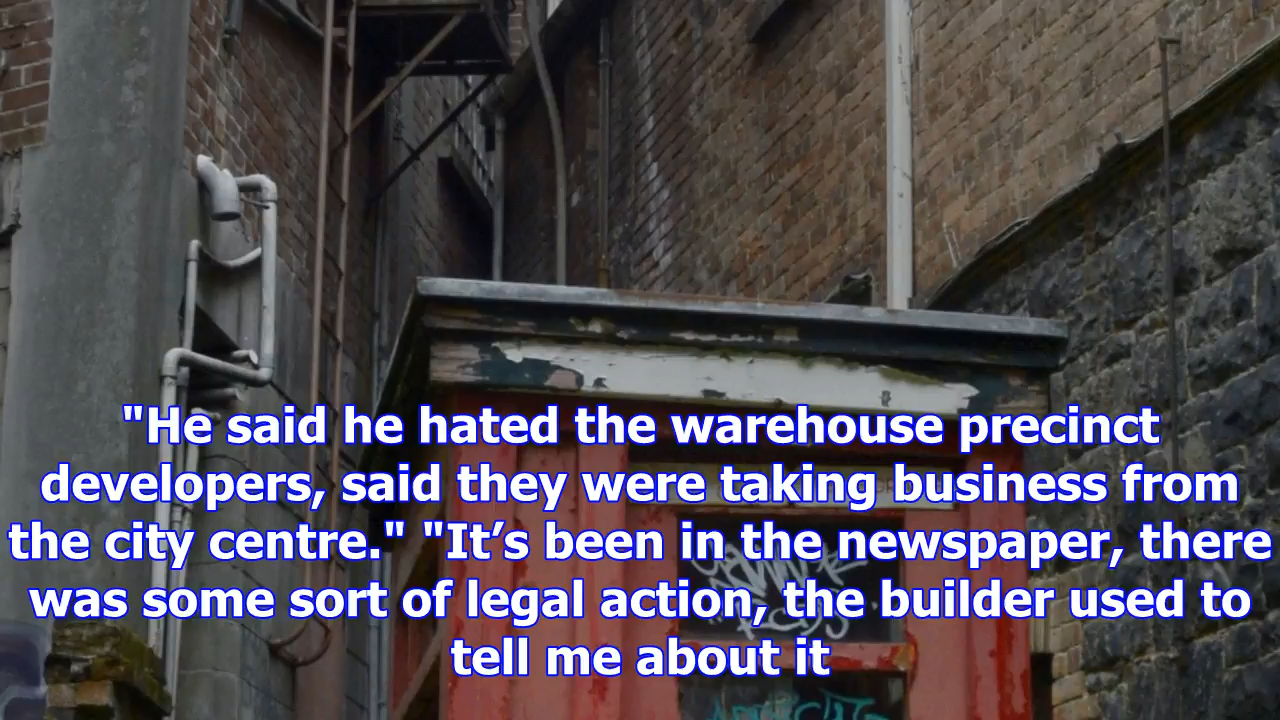 "He said he hated the warehouse precinct
developers, said they were taking business from
the city centre." "It’s been in the newspaper, there
was some sort of legal action, the builder used to
tell me about it